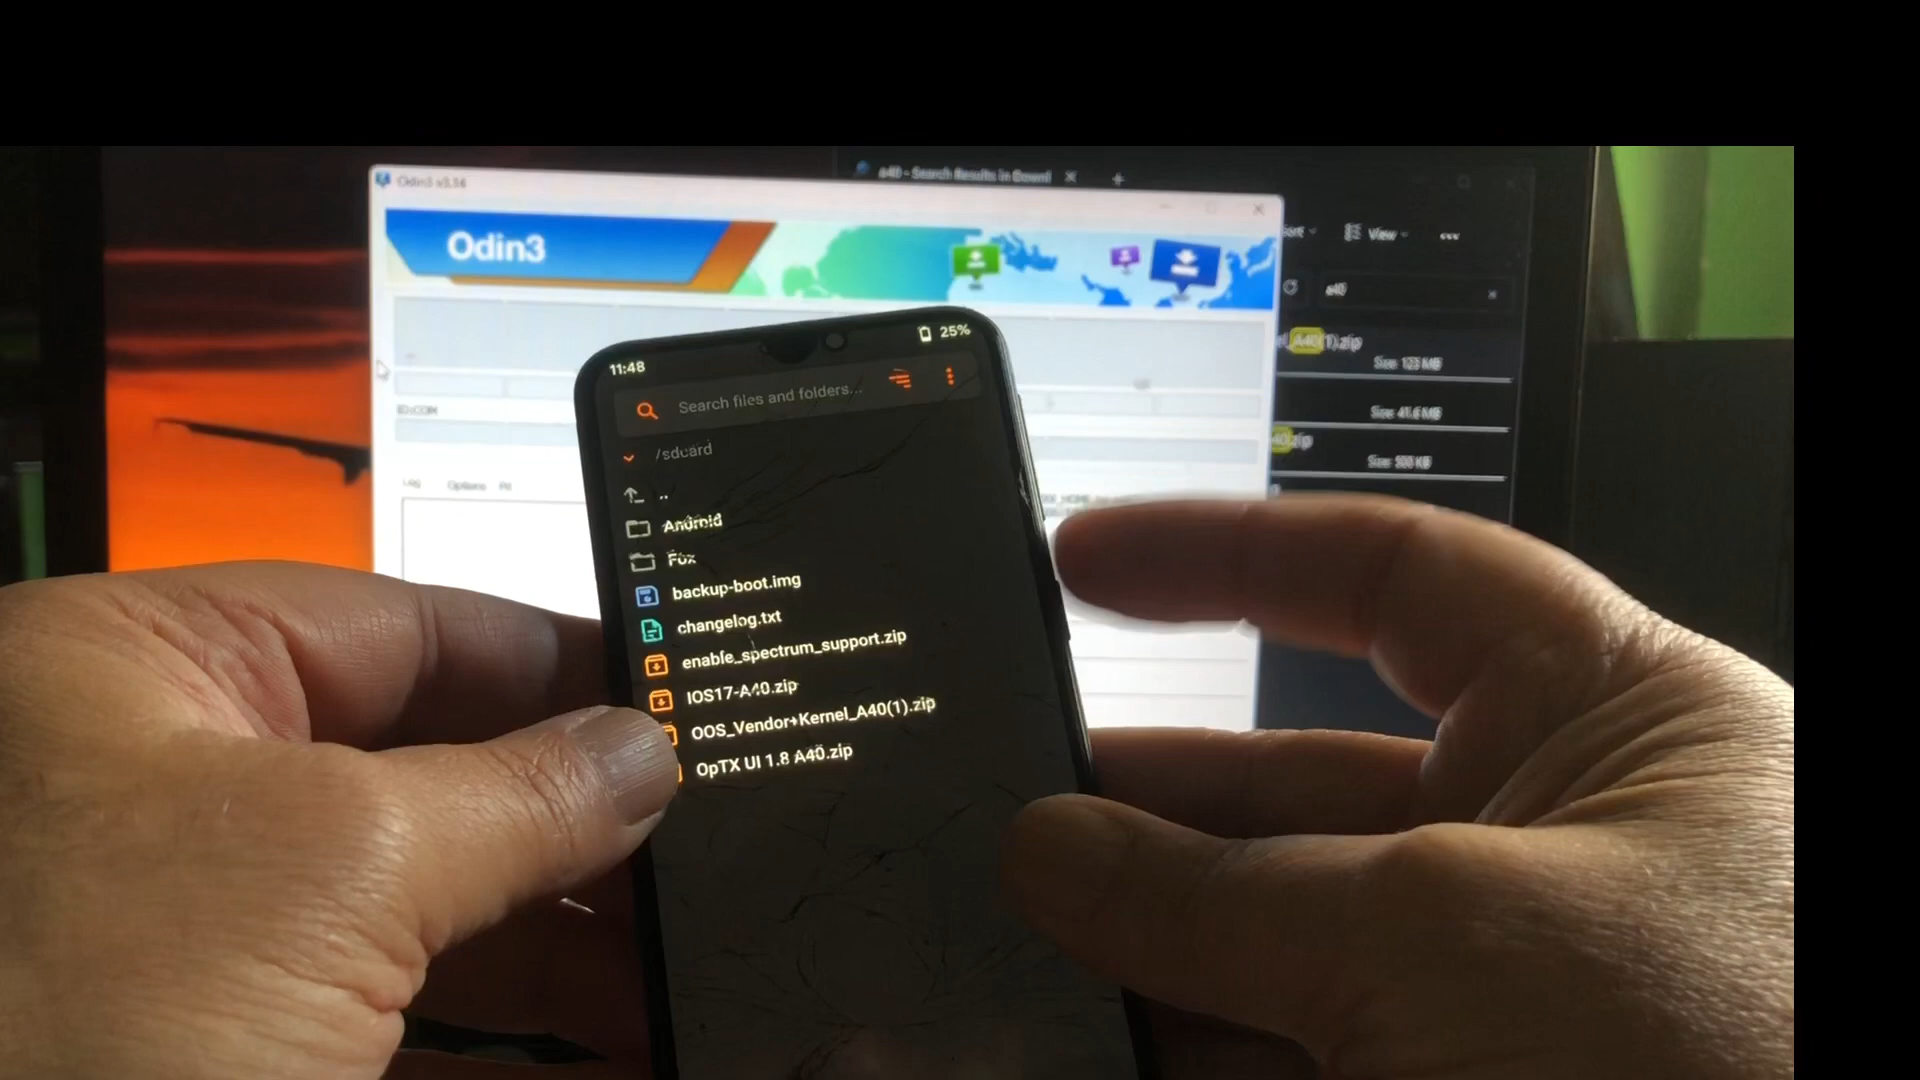 Odin3 v3.14
a40 - Search Results in Downl
Odin3
View
a40
el_A40(1).zip
Size: 123 MB
Size: 41.6 MB
40.zip
Size: 500 KB
ID:COM
Log Options Pit
11:48
25%
Search files and folders...
/sdcard
..
Android
Fox
backup-boot.img
changelog.txt
enable_spectrum_support.zip
IOS17-A40.zip
OOS_Vendor+Kernel_A40(1).zip
OpTX UI 1.8 A40.zip